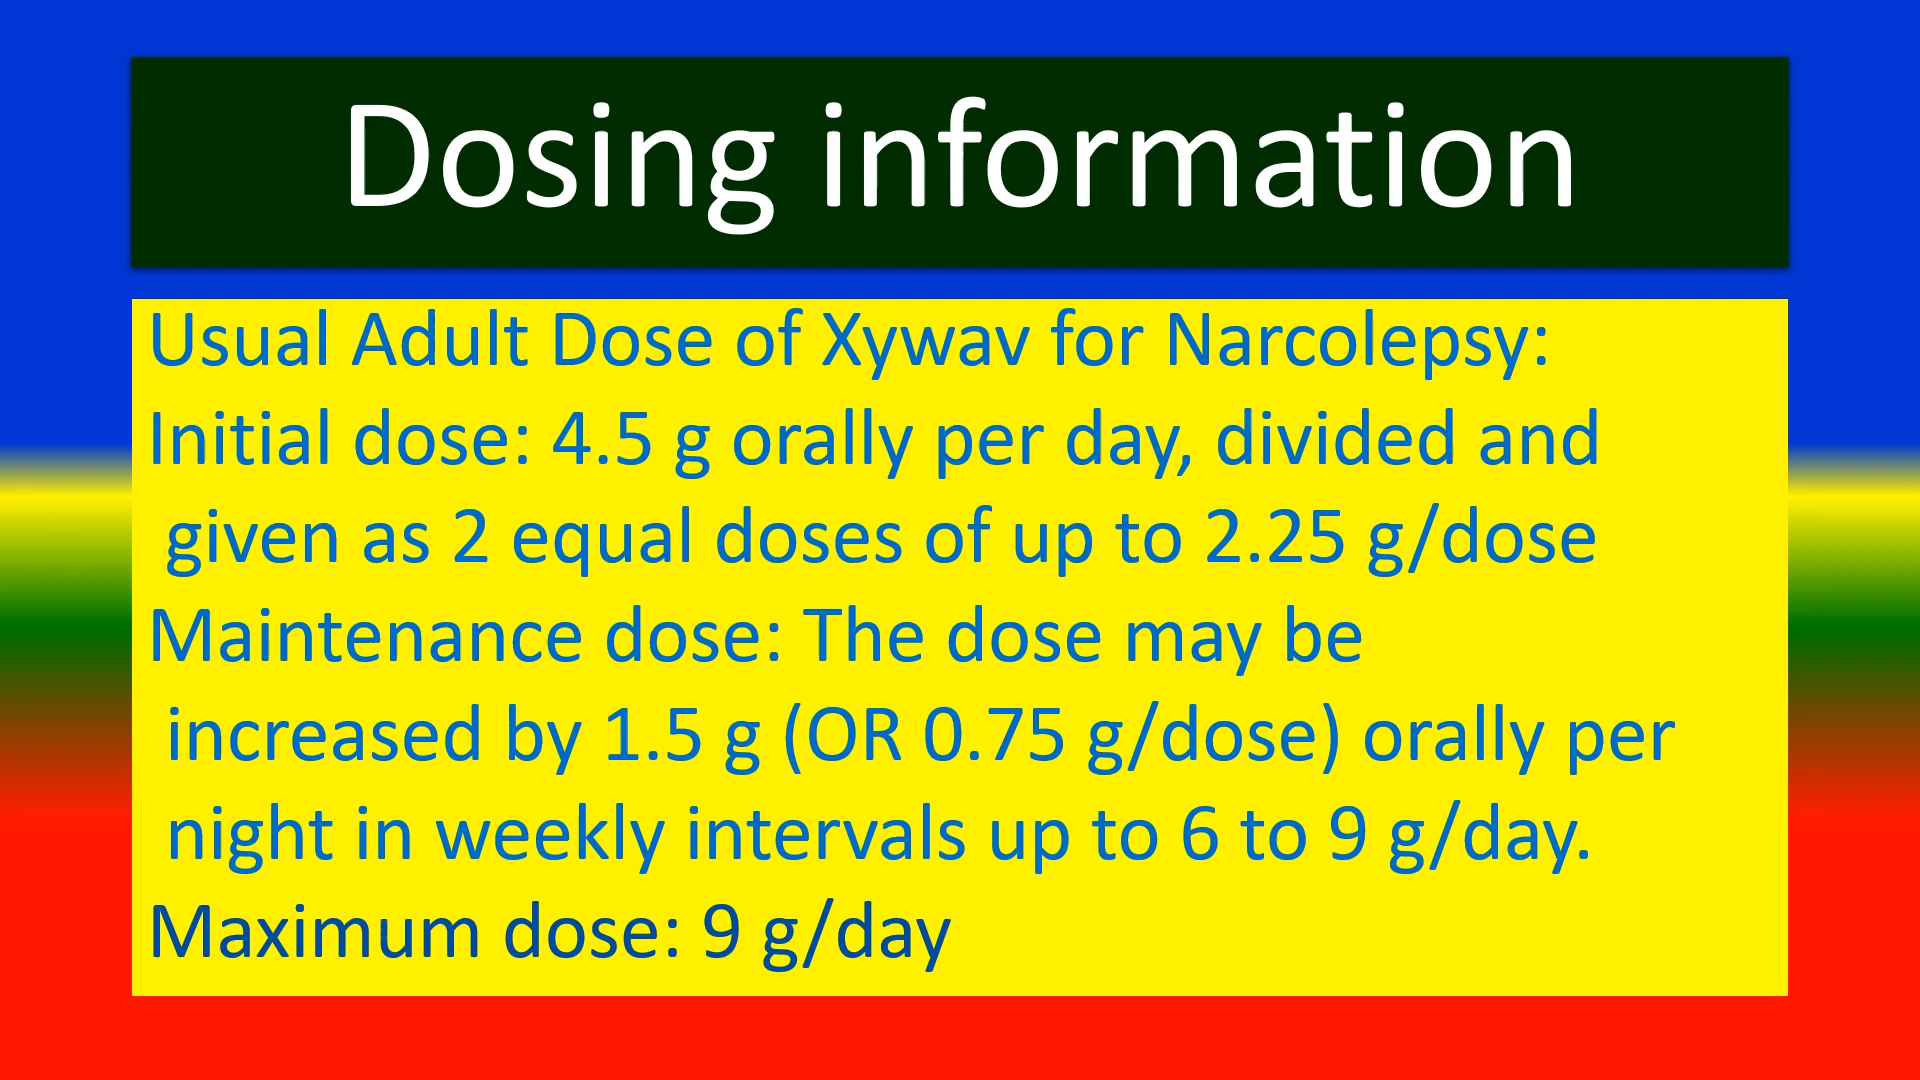 Dosing information
Usual Adult Dose of Xywav for Narcolepsy:
Initial dose: 4.5 g orally per day, divided and
given as 2 equal doses of up to 2.25 g/dose
Maintenance dose: The dose may be
increased by 1.5 g (OR 0.75 g/dose) orally per
night in weekly intervals up to 6 to 9 g/day.
Maximum dose: 9 g/day